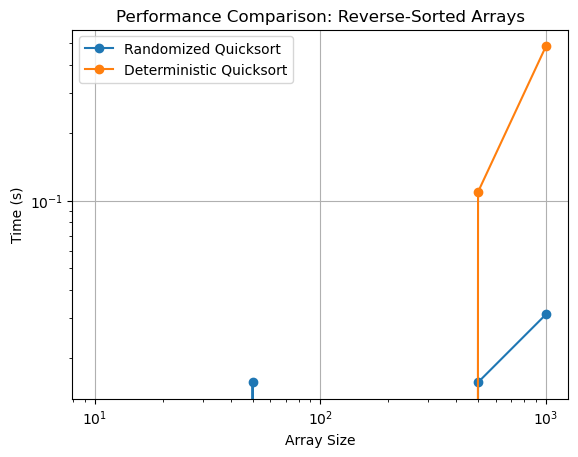 Performance Comparison: Reverse-Sorted Arrays
Randomized Quicksort
Deterministic Quicksort
Time (s)
10⁻¹
10¹
10²
10³
Array Size